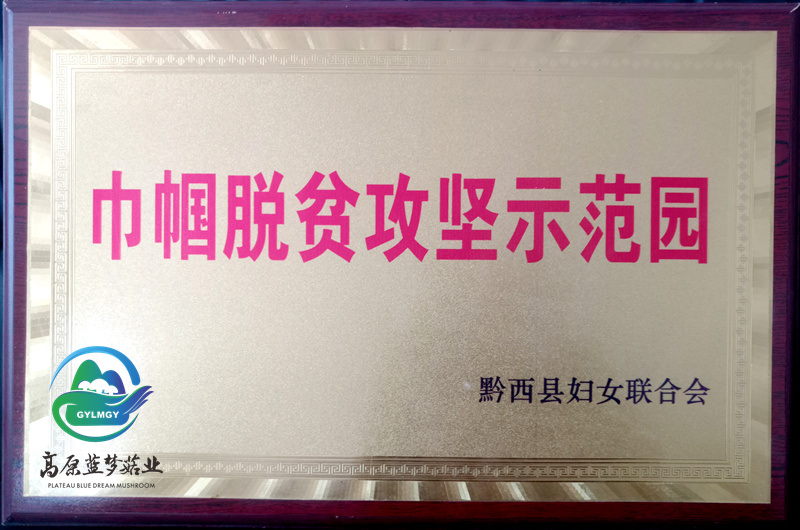 巾帼脱贫攻坚示范园
黔西县妇女联合会
GYLMGY
高原蓝梦菇业
PLATEAU BLUE DREAM MUSHROOM